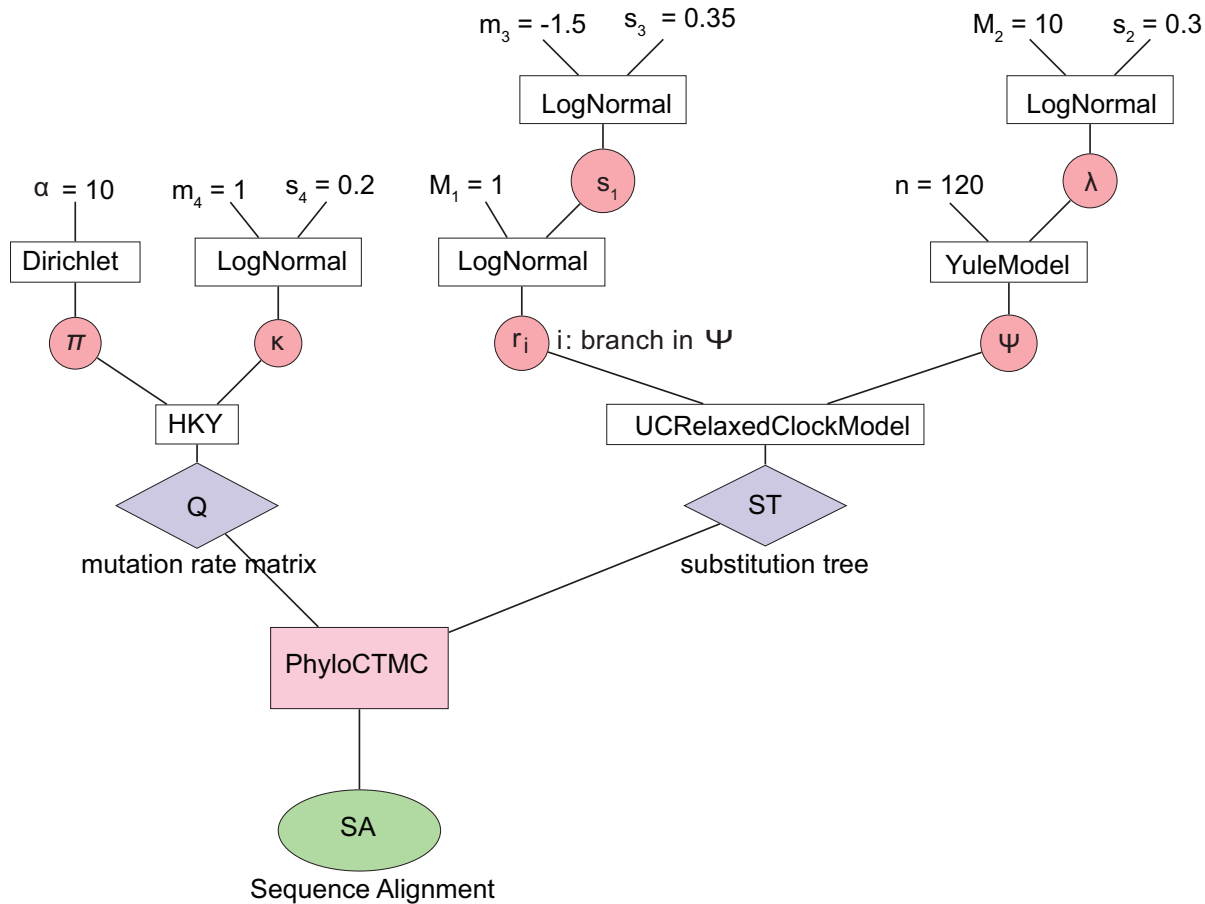 m3 = -1.5
s3 = 0.35
M2 = 10
s2 = 0.3
LogNormal
LogNormal
α = 10
m4 = 1
s4 = 0.2
M1 = 1
s1
n = 120
λ
Dirichlet
LogNormal
LogNormal
YuleModel
π
κ
ri
i: branch in Ψ
Ψ
HKY
UCRelaxedClockModel
Q
ST
mutation rate matrix
substitution tree
PhyloCTMC
SA
Sequence Alignment